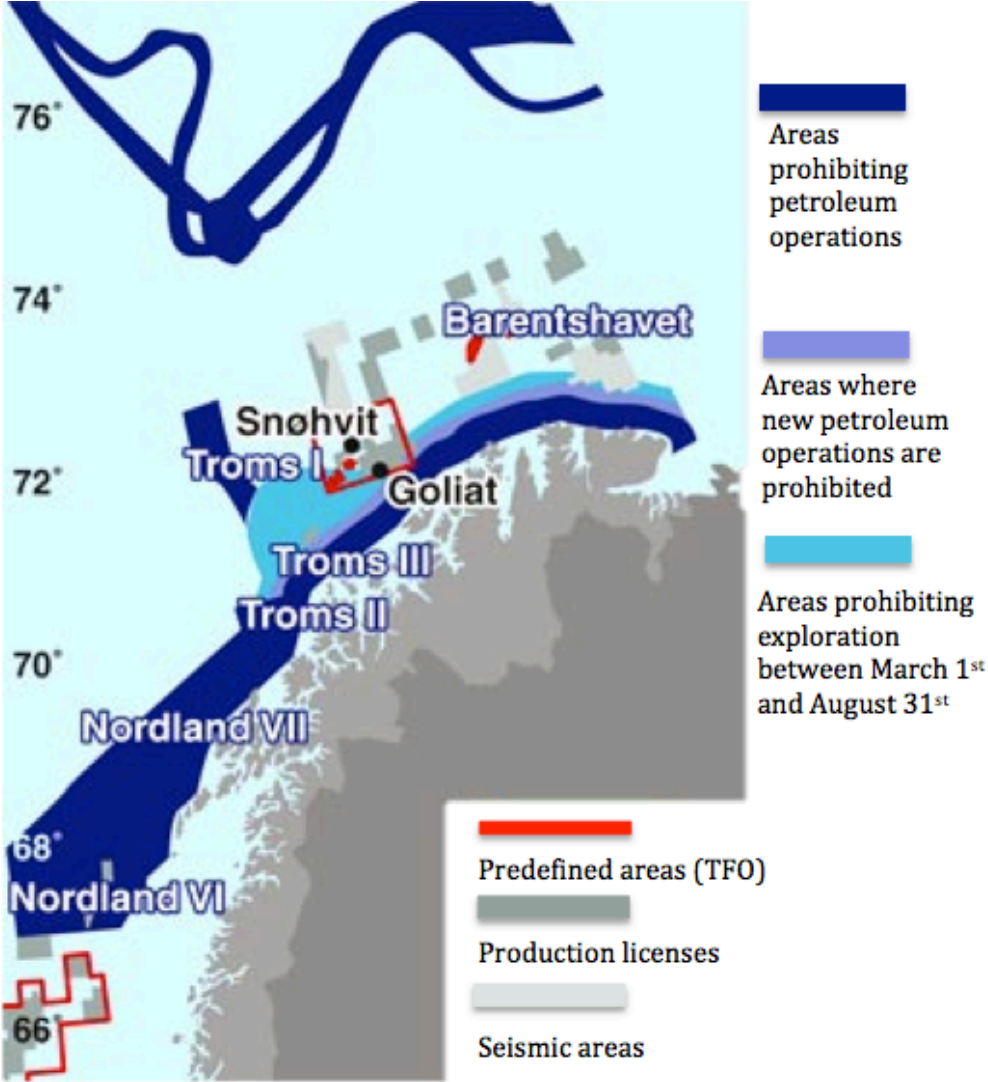 76°
74°
Barentshavet
Snøhvit
Troms I
72°
Goliat
Troms III
Troms II
70°
Nordland VII
68°
Nordland VI
66°
Areas
prohibiting
petroleum
operations
Areas where
new petroleum
operations are
prohibited
Areas prohibiting
exploration
between March 1st
and August 31st
Predefined areas (TFO)
Production licenses
Seismic areas